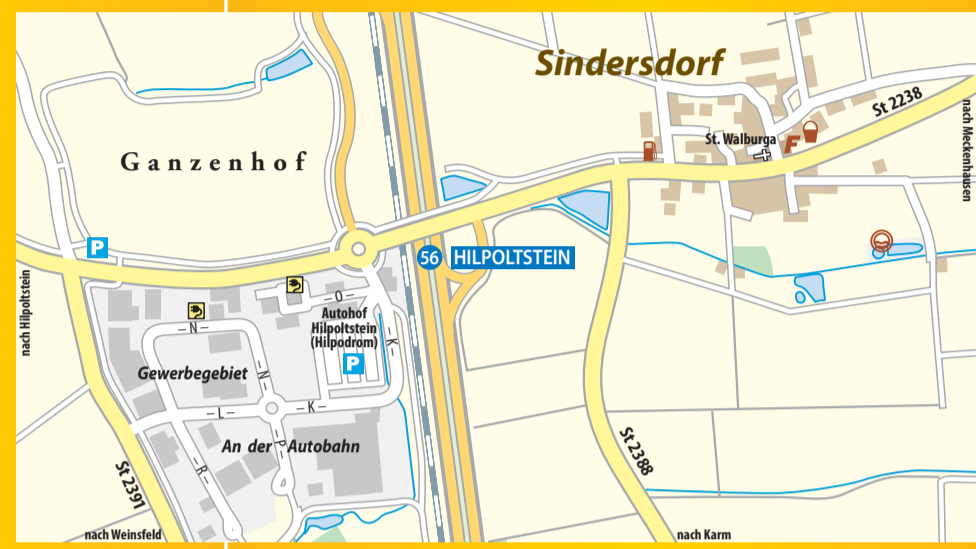 Sindersdorf
St 2238
nach Meckenhausen
St. Walburga
F
Ganzenhof
P
56 HILPOLTSTEIN
nach Hilpoltstein
O
Autohof
Hilpoltstein
(Hilpodrom)
P
N
K
Gewerbegebiet
N
L
K
An der Autobahn
P
R
St 2391
St 2388
nach Weinsfeld
nach Karm